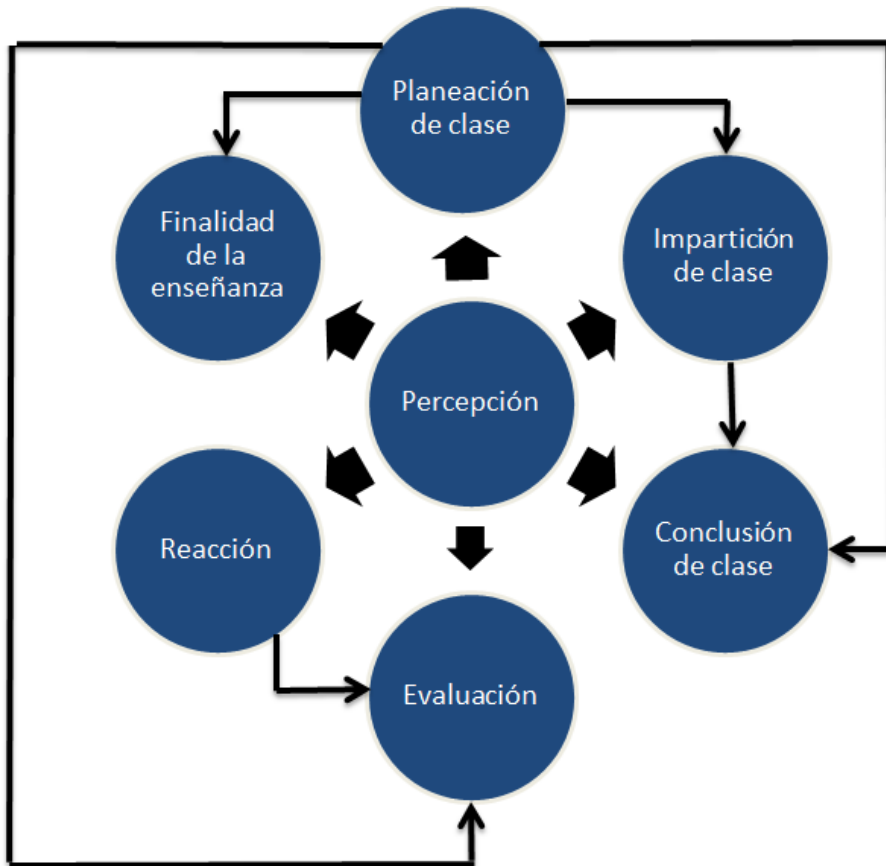 Planeación
de clase
Finalidad
de la
enseñanza
Impartición
de clase
Percepción
Reacción
Conclusión
de clase
Evaluación